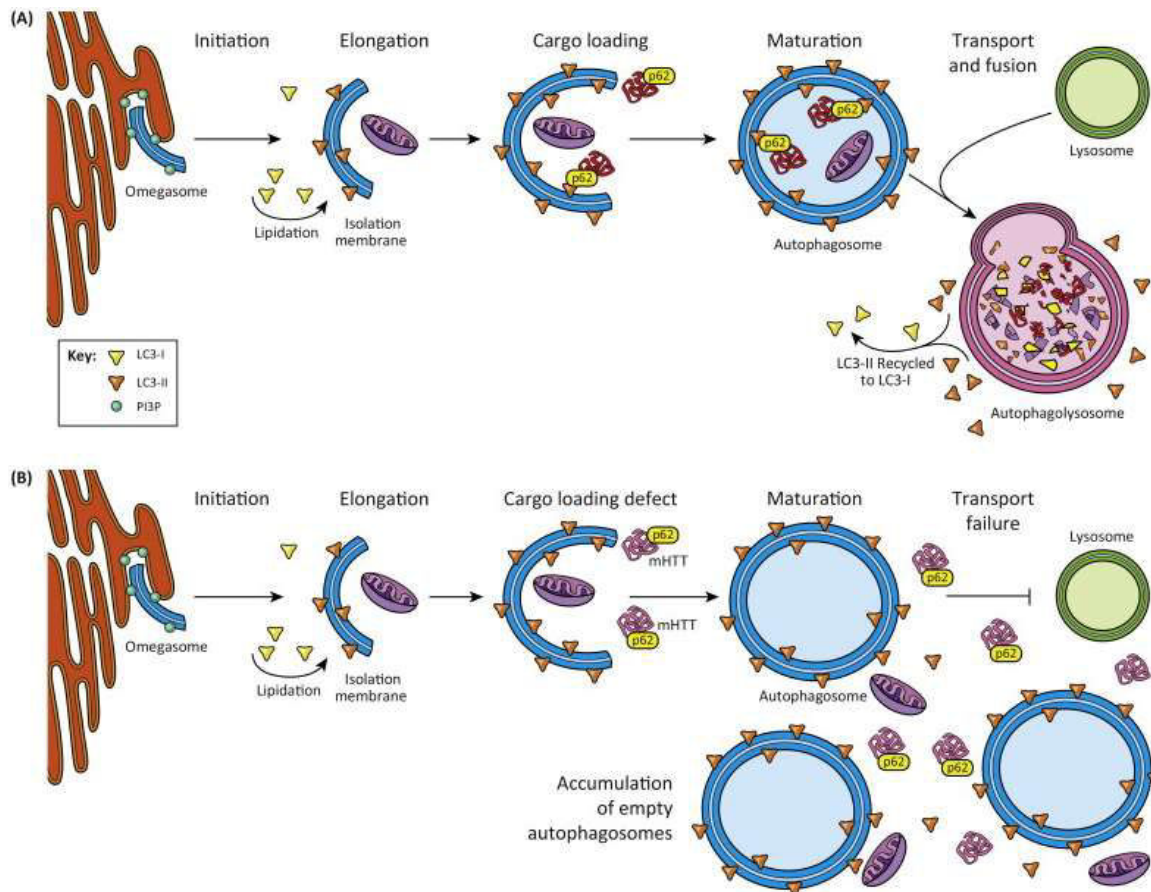 (A)
Initiation
Elongation
Cargo loading
Maturation
Transport
and fusion
p62
p62
p62
p62
Omegasome
Lipidation
Isolation
membrane
Autophagosome
Lysosome
LC3-II Recycled
to LC3-I
Autophagolysosome
Key:
LC3-I
LC3-II
PI3P
(B)
Initiation
Elongation
Cargo loading defect
Maturation
Transport
failure
Lysosome
p62
mHTT
mHTT
p62
p62
p62
Omegasome
Lipidation
Isolation
membrane
Autophagosome
p62
p62
Accumulation
of empty
autophagosomes